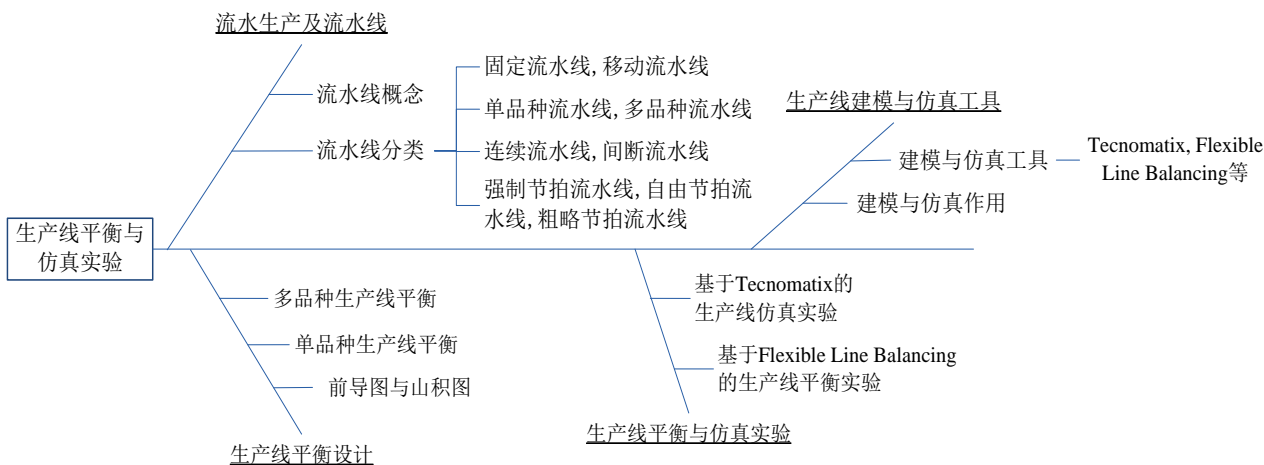 流水生产及流水线
流水线概念
流水线分类
固定流水线, 移动流水线
单品种流水线, 多品种流水线
连续流水线, 间断流水线
强制节拍流水线, 自由节拍流
水线, 粗略节拍流水线
生产线建模与仿真工具
建模与仿真工具
Tecnomatix, Flexible
Line Balancing等
建模与仿真作用
生产线平衡与
仿真实验
多品种生产线平衡
单品种生产线平衡
前导图与山积图
生产线平衡设计
基于Tecnomatix的
生产线仿真实验
基于Flexible Line Balancing
的生产线平衡实验
生产线平衡与仿真实验